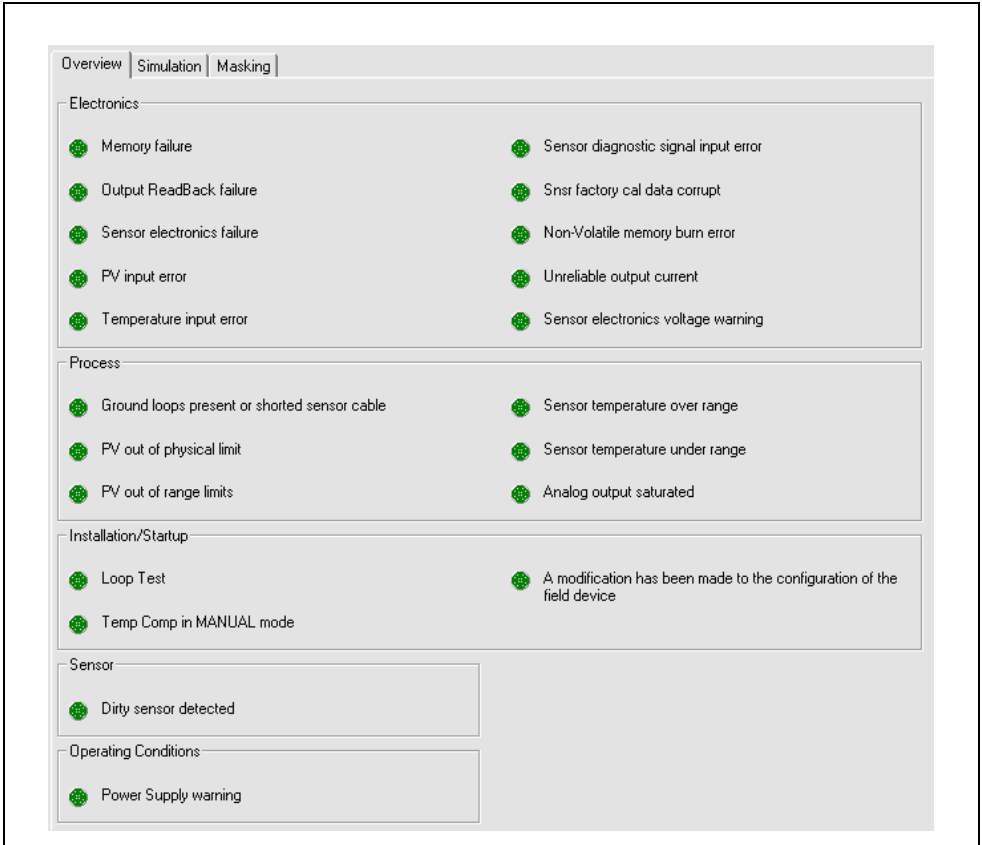 Overview Simulation Masking
Electronics
Memory failure
Output ReadBack failure
Sensor electronics failure
PV input error
Temperature input error
Sensor diagnostic signal input error
Snsr factory cal data corrupt
Non-Volatile memory burn error
Unreliable output current
Sensor electronics voltage warning
Process
Ground loops present or shorted sensor cable
PV out of physical limit
PV out of range limits
Sensor temperature over range
Sensor temperature under range
Analog output saturated
Installation/Startup
Loop Test
Temp Comp in MANUAL mode
A modification has been made to the configuration of the
field device
Sensor
Dirty sensor detected
Operating Conditions
Power Supply warning